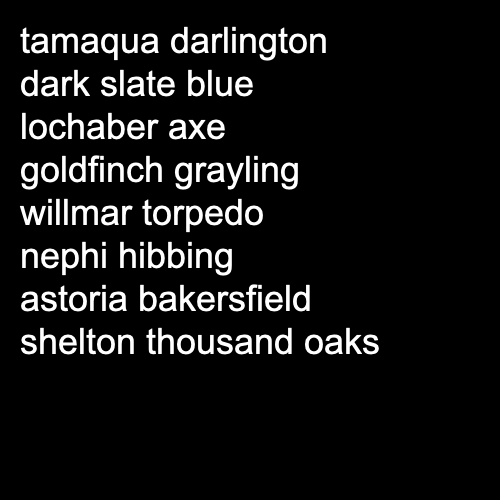 tamaqua darlington
dark slate blue
lochaber axe
goldfinch grayling
willmar torpedo
nephi hibbing
astoria bakersfield
shelton thousand oaks